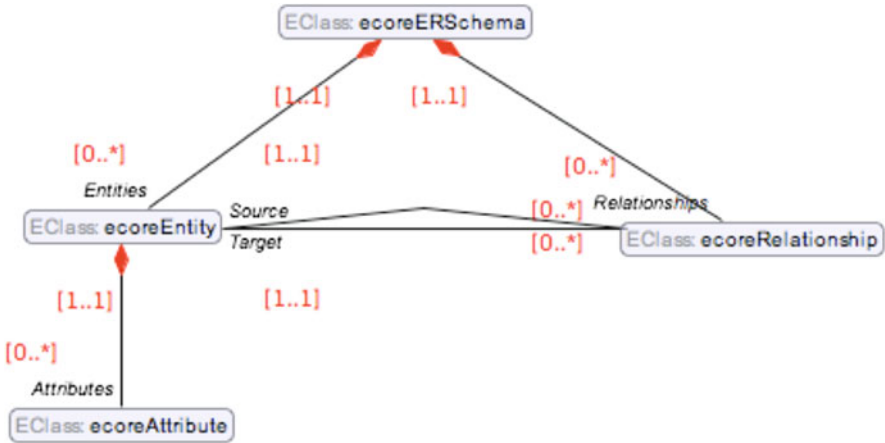 EClass: ecoreERSchema
[1..1]
[1..1]
[0..*]
[1..1]
[0..*]
Entities
Relationships
Source
[0..*]
EClass: ecoreEntity
Target
[0..*]
EClass: ecoreRelationship
[1..1]
[1..1]
[0..*]
Attributes
EClass: ecoreAttribute